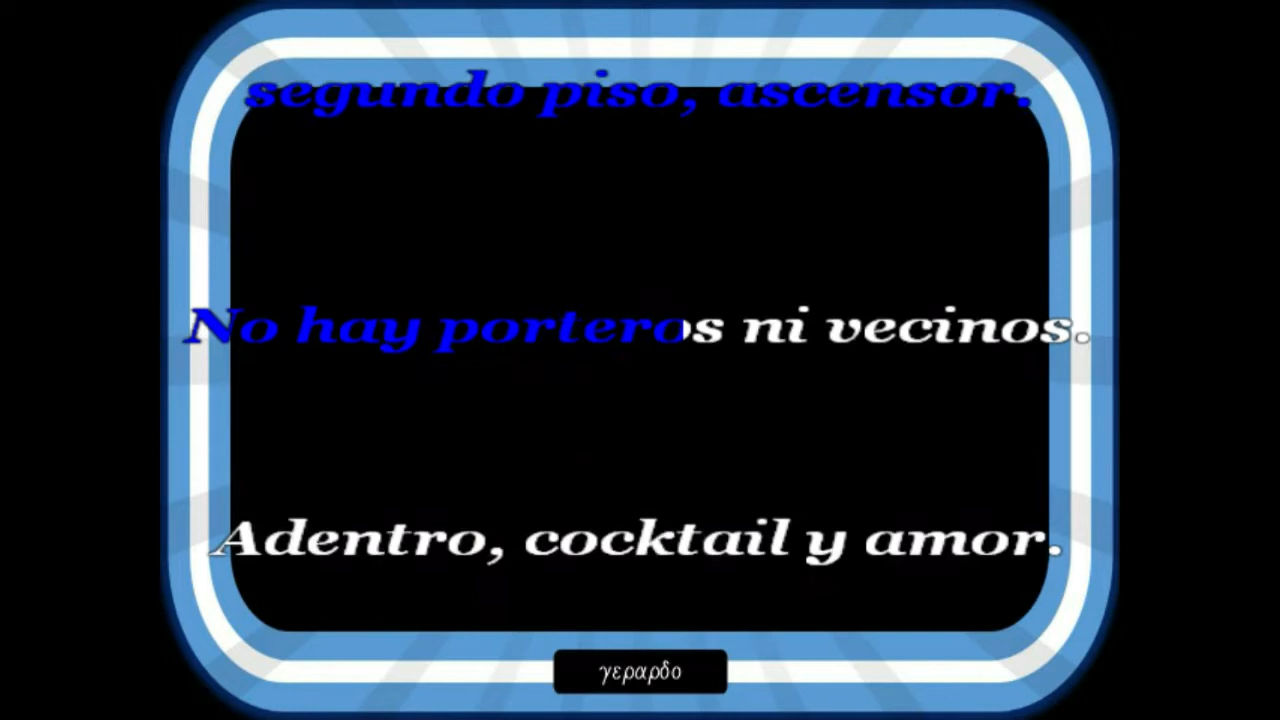 segundo piso, ascensor.
No hay porteros ni vecinos.
Adentro, cocktail y amor.
γεραρδο